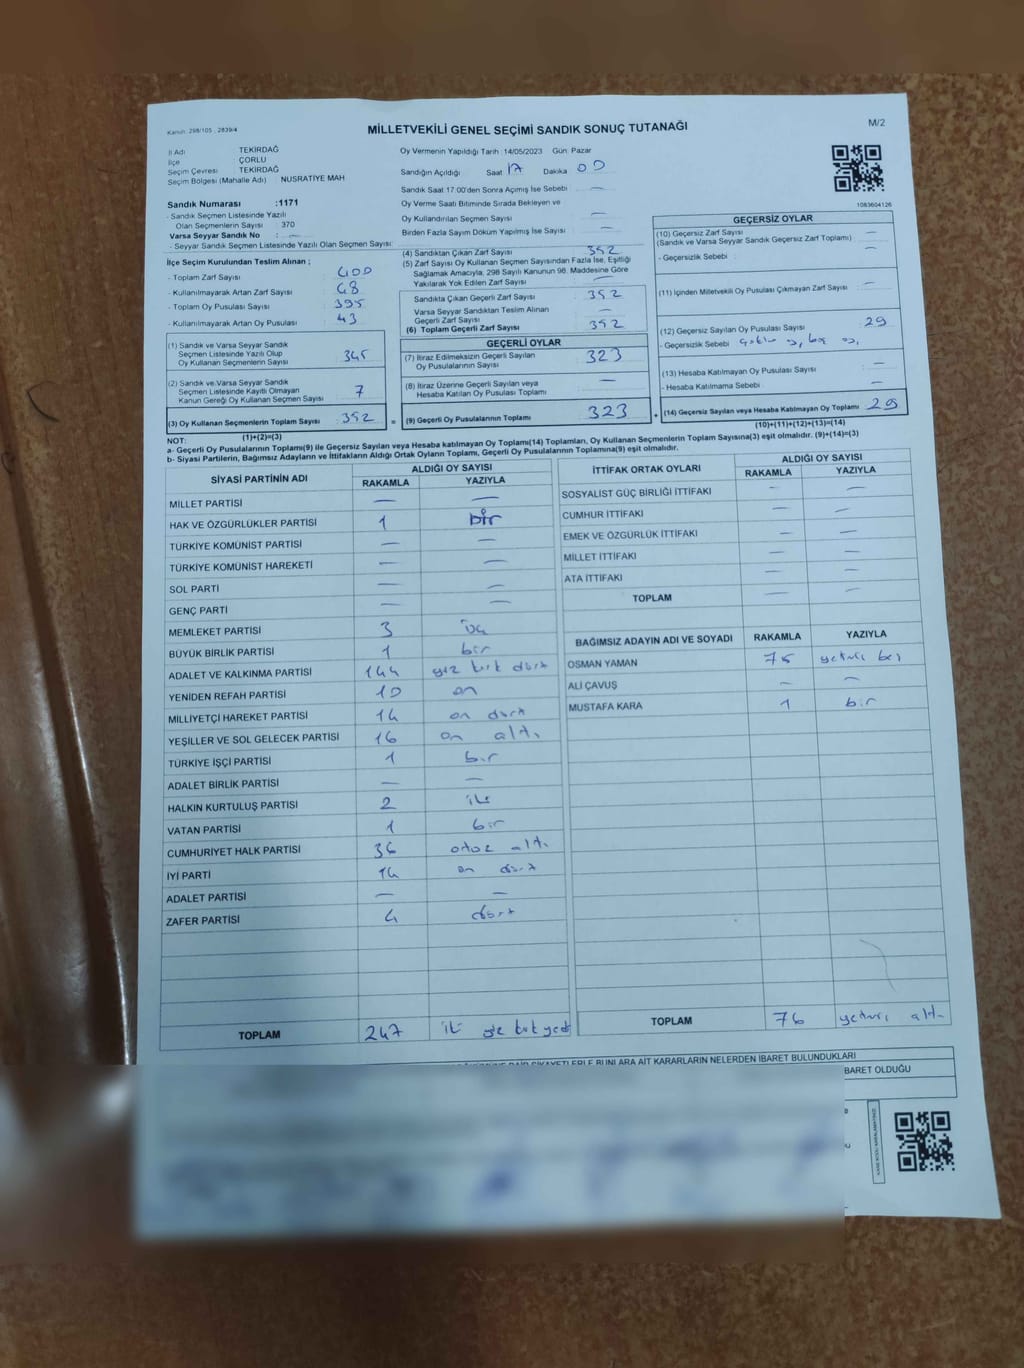 Kanun: 298/105 , 2839/4
MİLLETVEKİLİ GENEL SEÇİMİ SANDIK SONUÇ TUTANAĞI
M/2
İl Adı : TEKİRDAĞ
İlçe : ÇORLU
Seçim Çevresi : TEKİRDAĞ
Seçim Bölgesi (Mahalle Adı) : NUSRATİYE MAH
Sandık Numarası :1171
- Sandık Seçmen Listesinde Yazılı
Olan Seçmenlerin Sayısı : 370
Varsa Seyyar Sandık No : —
- Seyyar Sandık Seçmen Listesinde Yazılı Olan Seçmen Sayısı:
Oy Vermenin Yapıldığı Tarih :14/05/2023 Gün: Pazar
Sandığın Açıldığı Saat 17 Dakika 00
Sandık Saat 17:00'den Sonra Açımış İse Sebebi : —
Oy Verme Saati Bitiminde Sırada Bekleyen ve
Oy Kullandırılan Seçmen Sayısı : —
Birden Fazla Sayım Döküm Yapılmış İse Sayısı : —
1083604126
İlçe Seçim Kurulundan Teslim Alınan ;
- Toplam Zarf Sayısı : 400
- Kullanılmayarak Artan Zarf Sayısı : 48
- Toplam Oy Pusulası Sayısı : 395
- Kullanılmayarak Artan Oy Pusulası : 43
(4) Sandıktan Çıkan Zarf Sayısı : 352
(5) Zarf Sayısı Oy Kullanan Seçmen Sayısından Fazla İse, Eşitliği
Sağlamak Amacıyla, 298 Sayılı Kanunun 98. Maddesine Göre
Yakılarak Yok Edilen Zarf Sayısı : —
Sandıkta Çıkan Geçerli Zarf Sayısı : 352
Varsa Seyyar Sandıktan Teslim Alınan
Geçerli Zarf Sayısı : —
(6) Toplam Geçerli Zarf Sayısı : 352
GEÇERSİZ OYLAR
(10) Geçersiz Zarf Sayısı : —
(Sandık ve Varsa Seyyar Sandık Geçersiz Zarf Toplamı)
- Geçersizlik Sebebi : —
(11) İçinden Milletvekili Oy Pusulası Çıkmayan Zarf Sayısı : —
(12) Geçersiz Sayılan Oy Pusulası Sayısı : 29
- Geçersizlik Sebebi
(13) Hesaba Katılmayan Oy Pusulası Sayısı : —
- Hesaba Katılmama Sebebi : —
(14) Geçersiz Sayılan veya Hesaba Katılmayan Oy Toplamı : 29
(10)+(11)+(12)+(13)=(14)
(1) Sandık ve Varsa Seyyar Sandık
Seçmen Listesinde Yazılı Olup
Oy Kullanan Seçmenlerin Sayısı : 345
(2) Sandık ve Varsa Seyyar Sandık
Seçmen Listesinde Kayıtlı Olmayan
Kanun Gereği Oy Kullanan Seçmen Sayısı : 7
(3) Oy Kullanan Seçmenlerin Toplam Sayısı : 352
(1)+(2)=(3)
GEÇERLİ OYLAR
(7) İtiraz Edilmeksizin Geçerli Sayılan
Oy Pusulasının Sayısı : 323
(8) İtiraz Üzerine Geçerli Sayılan veya
Hesaba Katılan Oy Pusulası Toplamı : —
= (9) Geçerli Oy Pusulalarının Toplamı : 323 +
NOT:
a- Geçerli Oy Pusulalarının Toplamı(9) ile Geçersiz Sayılan veya Hesaba katılmayan Oy Toplamı(14) Toplamları, Oy Kullanan Seçmenlerin Toplam Sayısına(3) eşit olmalıdır. (9)+(14)=(3)
b- Siyasi Partilerin, Bağımsız Adayların ve İttifakların Aldığı Ortak Oyların Toplamı, Geçerli Oy Pusulalarının Toplamına(9) eşit olmalıdır.
SİYASİ PARTİNİN ADI
ALDIĞI OY SAYISI
RAKAMLA YAZIYLA
MİLLET PARTİSİ — —
HAK VE ÖZGÜRLÜKLER PARTİSİ 1 bir
TÜRKİYE KOMÜNİST PARTİSİ — —
TÜRKİYE KOMÜNİST HAREKETİ — —
SOL PARTİ — —
GENÇ PARTİ — —
MEMLEKET PARTİSİ 3 üç
BÜYÜK BİRLİK PARTİSİ 1 bir
ADALET VE KALKINMA PARTİSİ 144 yüz kırk dört
YENİDEN REFAH PARTİSİ 10 on
MİLLİYETÇİ HAREKET PARTİSİ 14 on dört
YEŞİLLER VE SOL GELECEK PARTİSİ 16 on altı
TÜRKİYE İŞÇİ PARTİSİ 1 bir
ADALET BİRLİK PARTİSİ — —
HALKIN KURTULUŞ PARTİSİ 2 iki
VATAN PARTİSİ 1 bir
CUMHURİYET HALK PARTİSİ 36 otuz altı
İYİ PARTİ 14 on dört
ADALET PARTİSİ — —
ZAFER PARTİSİ 4 dört
TOPLAM 247 iki yüz kırk yedi
İTTİFAK ORTAK OYLARI
ALDIĞI OY SAYISI
RAKAMLA YAZIYLA
SOSYALİST GÜÇ BİRLİĞİ İTTİFAKI — —
CUMHUR İTTİFAKI — —
EMEK VE ÖZGÜRLÜK İTTİFAKI — —
MİLLET İTTİFAKI — —
ATA İTTİFAKI — —
TOPLAM — —
BAĞIMSIZ ADAYIN ADI VE SOYADI RAKAMLA YAZIYLA
OSMAN YAMAN 75 yetmiş beş
ALİ ÇAVUŞ — —
MUSTAFA KARA 1 bir
TOPLAM 76 yetmiş altı
ŞİKAYETLERLE BUNLARA AİT KARARLARIN NELERDEN İBARET BULUNDUKLARI
BARET OLDUĞU